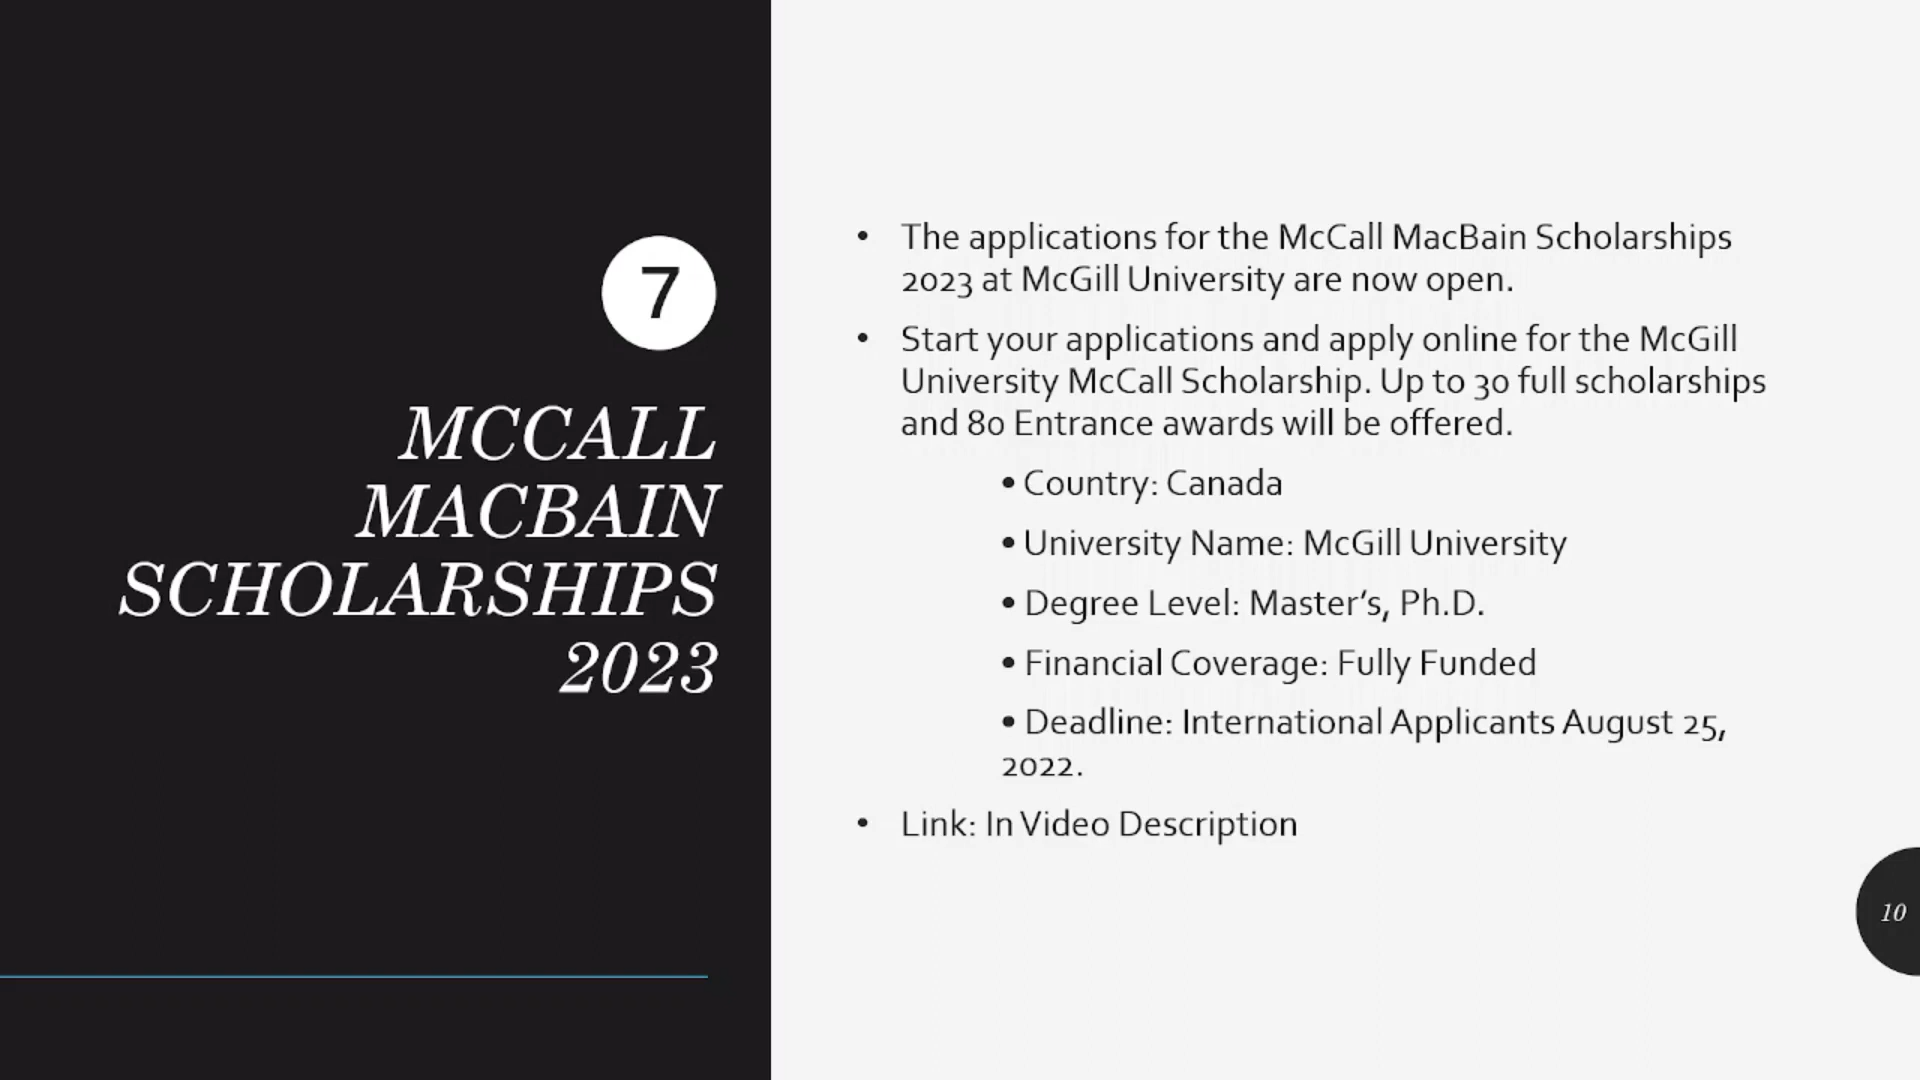 7
MCCALL
MACBAIN
SCHOLARSHIPS
2023
• The applications for the McCall MacBain Scholarships
2023 at McGill University are now open.
• Start your applications and apply online for the McGill
University McCall Scholarship. Up to 30 full scholarships
and 80 Entrance awards will be offered.
• Country: Canada
• University Name: McGill University
• Degree Level: Master’s, Ph.D.
• Financial Coverage: Fully Funded
• Deadline: International Applicants August 25,
2022.
• Link: In Video Description
10